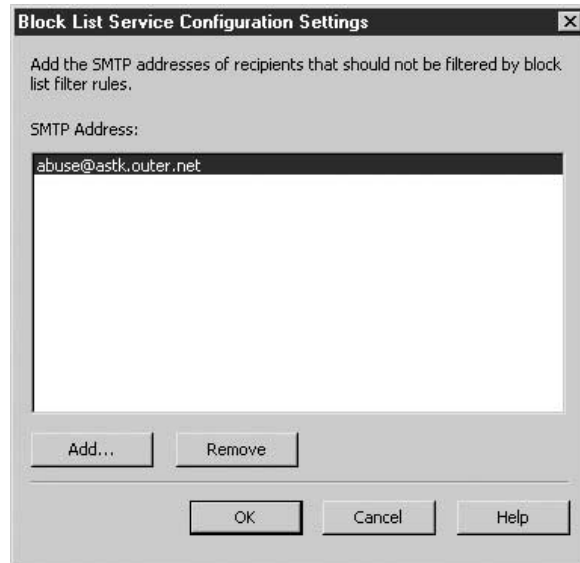 Block List Service Configuration Settings
Add the SMTP addresses of recipients that should not be filtered by block
list filter rules.
SMTP Address:
abuse@astk.outer.net
Add...
Remove
OK
Cancel
Help